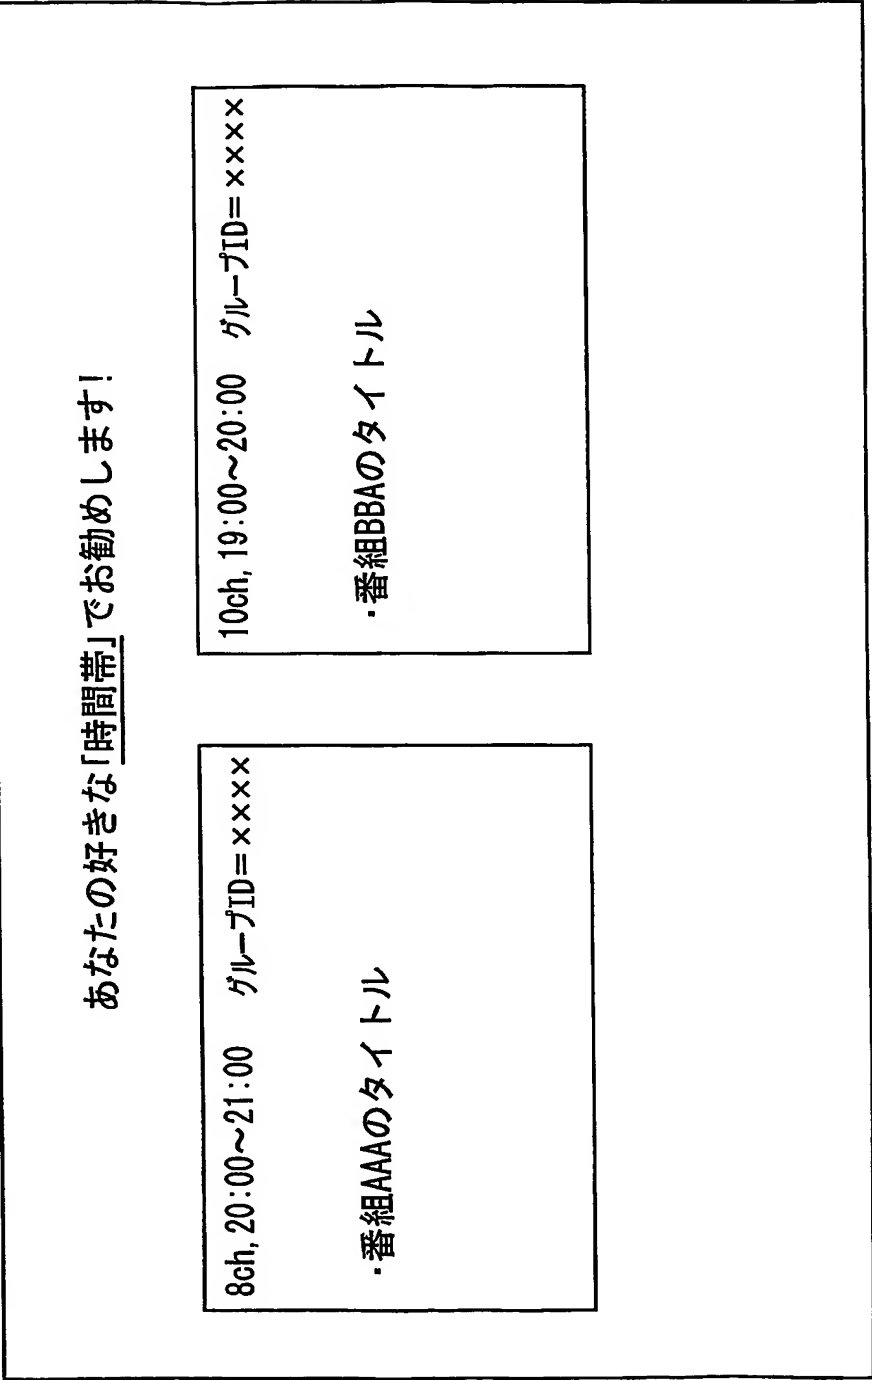 あなたの好きな「時間帯」でお勧めします!
8ch, 20:00～21:00 グループID=××××
・番組AAAのタイトル
10ch, 19:00～20:00 グループID=××××
・番組BBAのタイトル